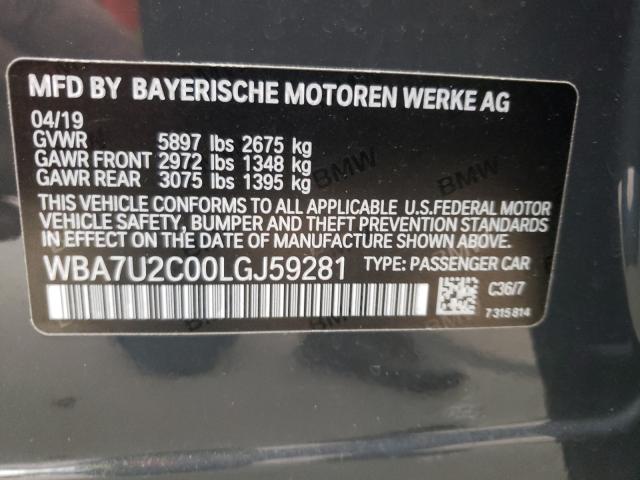 MFD BY BAYERISCHE MOTOREN WERKE AG
04/19
GVWR 5897 lbs 2675 kg
GAWR FRONT 2972 lbs 1348 kg
GAWR REAR 3075 lbs 1395 kg
THIS VEHICLE CONFORMS TO ALL APPLICABLE U.S.FEDERAL MOTOR
VEHICLE SAFETY, BUMPER AND THEFT PREVENTION STANDARDS
IN EFFECT ON THE DATE OF MANUFACTURE SHOWN ABOVE.
WBA7U2C00LGJ59281 TYPE: PASSENGER CAR
C36/7
7315814
BMW
BMW